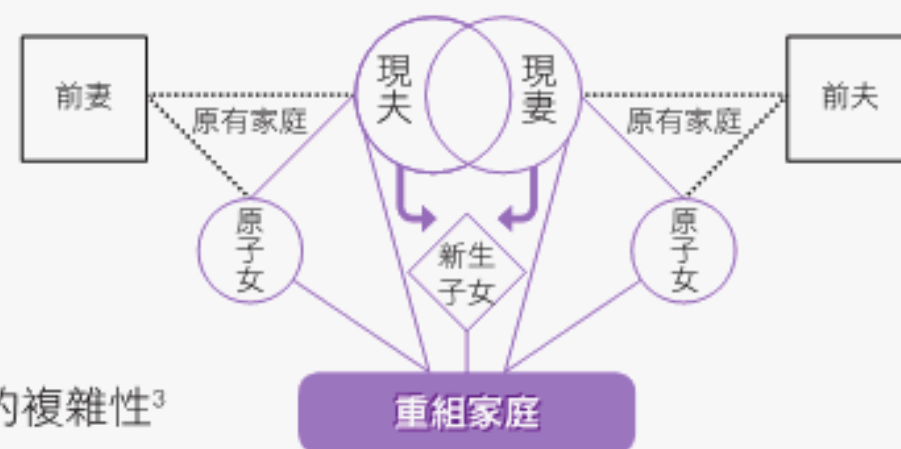 前妻
現夫
現妻
前夫
原有家庭
原有家庭
原子女
新生
子女
原子女
的複雜性3
重組家庭